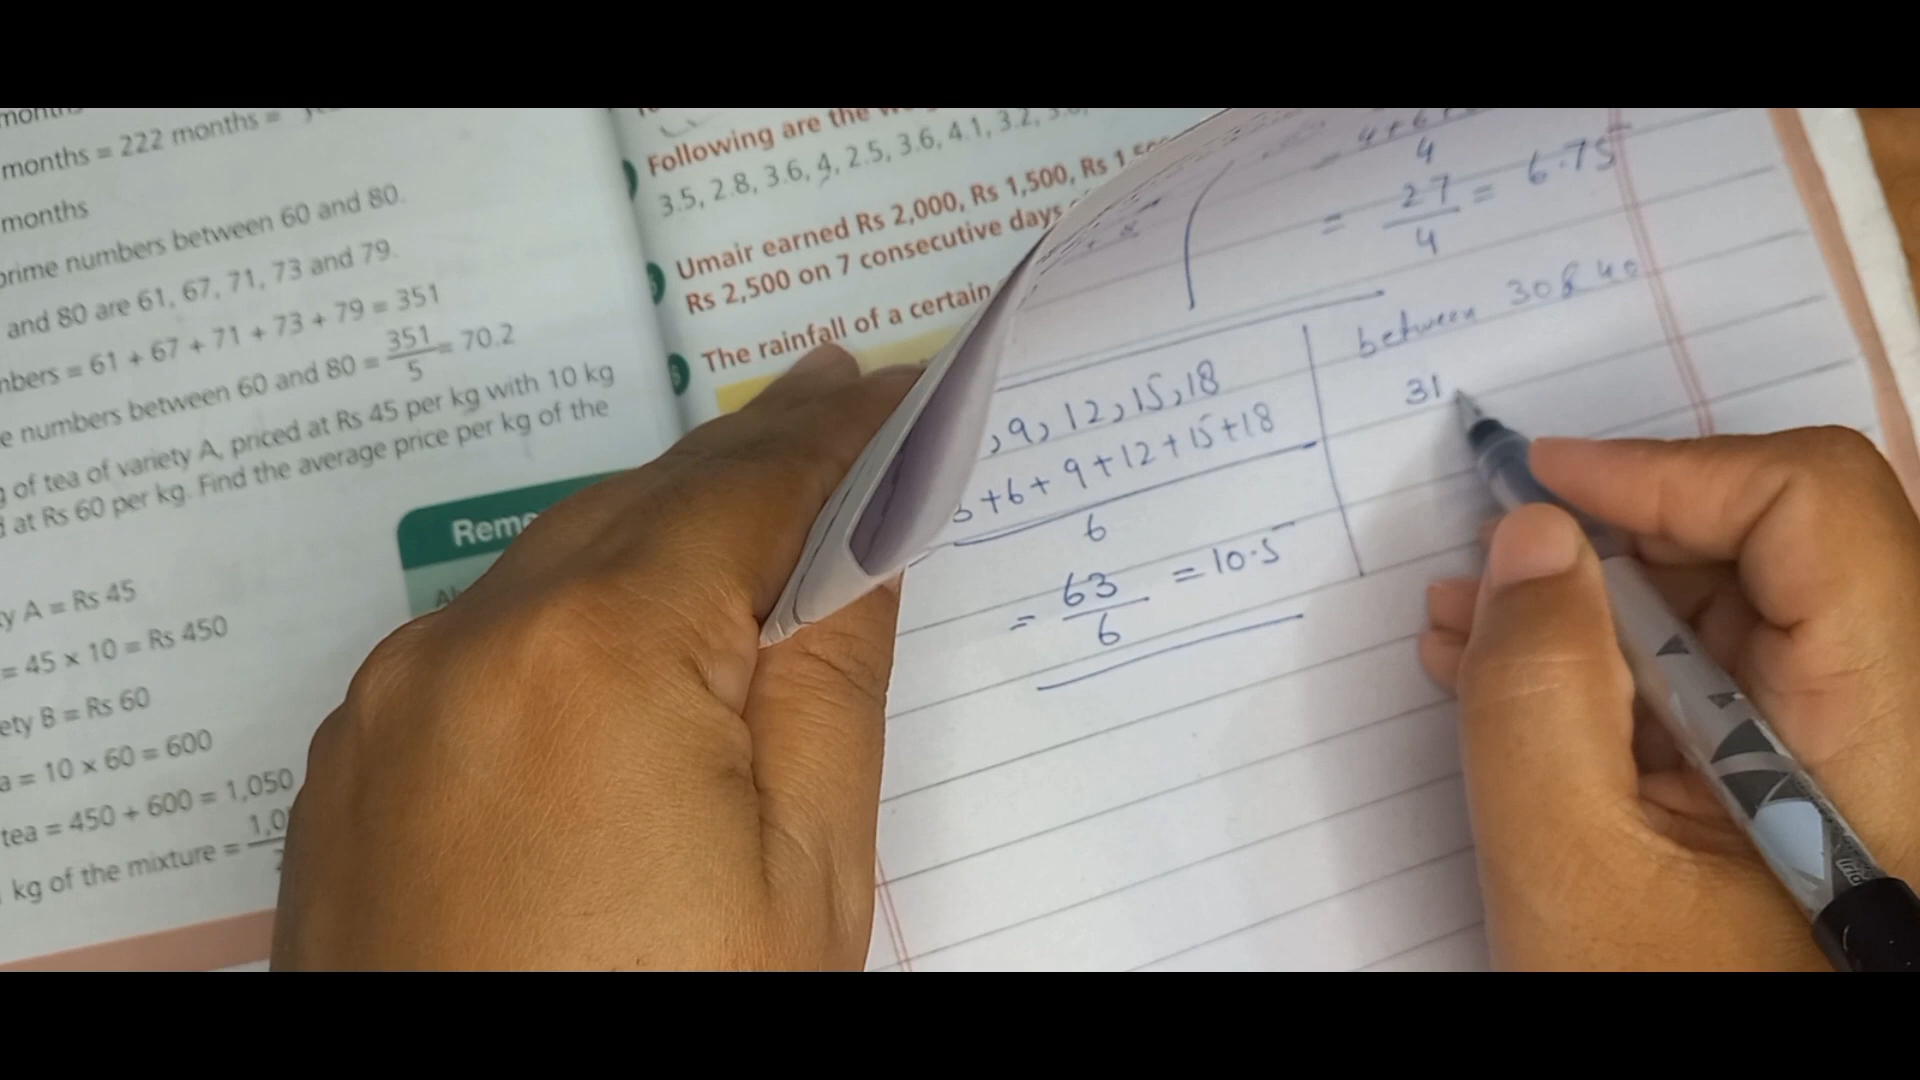 months = 222 months =
months
prime numbers between 60 and 80.
and 80 are 61, 67, 71, 73 and 79.
= 61 + 67 + 71 + 73 + 79 = 351
numbers between 60 and 80 = 351/5 = 70.2
of tea of variety A, priced at Rs 45 per kg with 10 kg
at Rs 60 per kg. Find the average price per kg of the
A = Rs 45
= 45 × 10 = Rs 450
B = Rs 60
= 10 × 60 = 600
tea = 450 + 600 = 1,050
kg of the mixture =
Following are the
3.5, 2.8, 3.6, 4, 2.5, 3.6, 4.1, 3.2,
Umair earned Rs 2,000, Rs 1,500, Rs
Rs 2,500 on 7 consecutive days
The rainfall of a certain
4
= 27/4 = 6.75
, 9, 12, 15, 18
+6+9+12+15+18
6
= 63/6 = 10.5
between 30 & 40
31